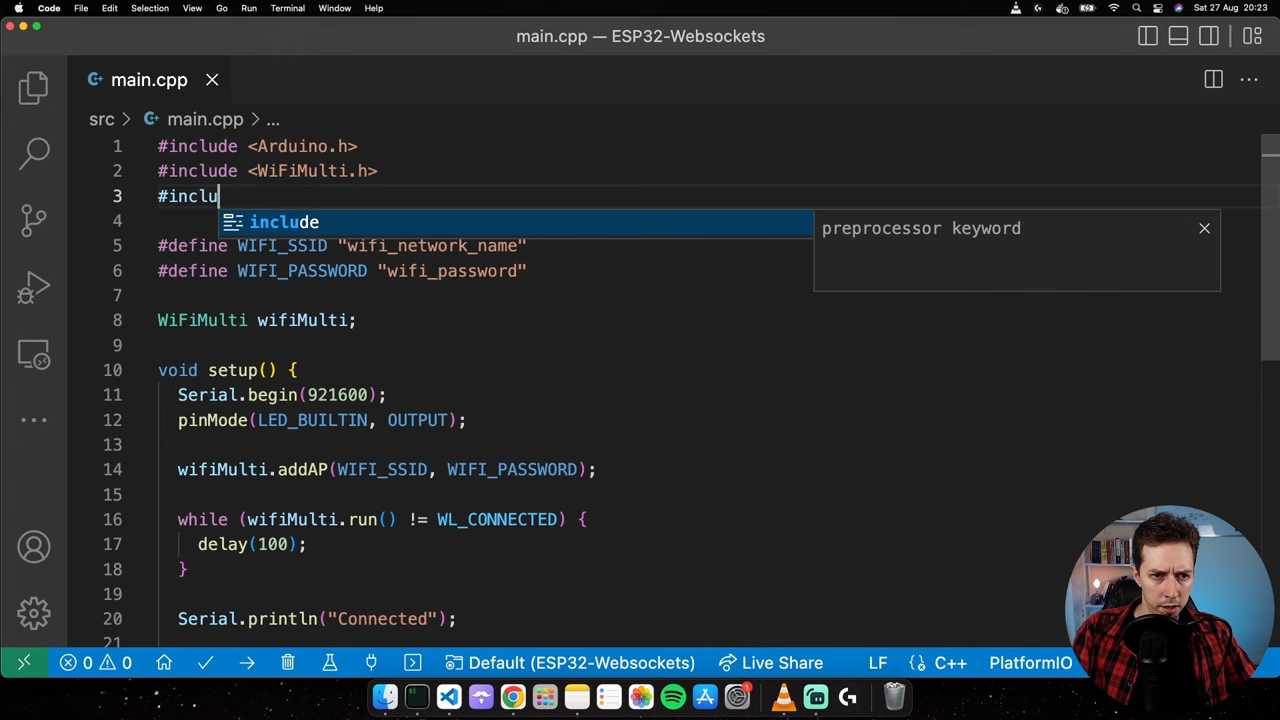 Code File Edit Selection View Go Run Terminal Window Help Sat 27 Aug 20:23
main.cpp — ESP32-Websockets
main.cpp
src > main.cpp > ...
1 #include <Arduino.h>
2 #include <WiFiMulti.h>
3 #inclu
include
preprocessor keyword
4
5 #define WIFI_SSID "wifi_network_name"
6 #define WIFI_PASSWORD "wifi_password"
7
8 WiFiMulti wifiMulti;
9
10 void setup() {
11 Serial.begin(921600);
12 pinMode(LED_BUILTIN, OUTPUT);
13
14 wifiMulti.addAP(WIFI_SSID, WIFI_PASSWORD);
15
16 while (wifiMulti.run() != WL_CONNECTED) {
17 delay(100);
18 }
19
20 Serial.println("Connected");
21
0 0 Default (ESP32-Websockets) Live Share LF {} C++ PlatformIO